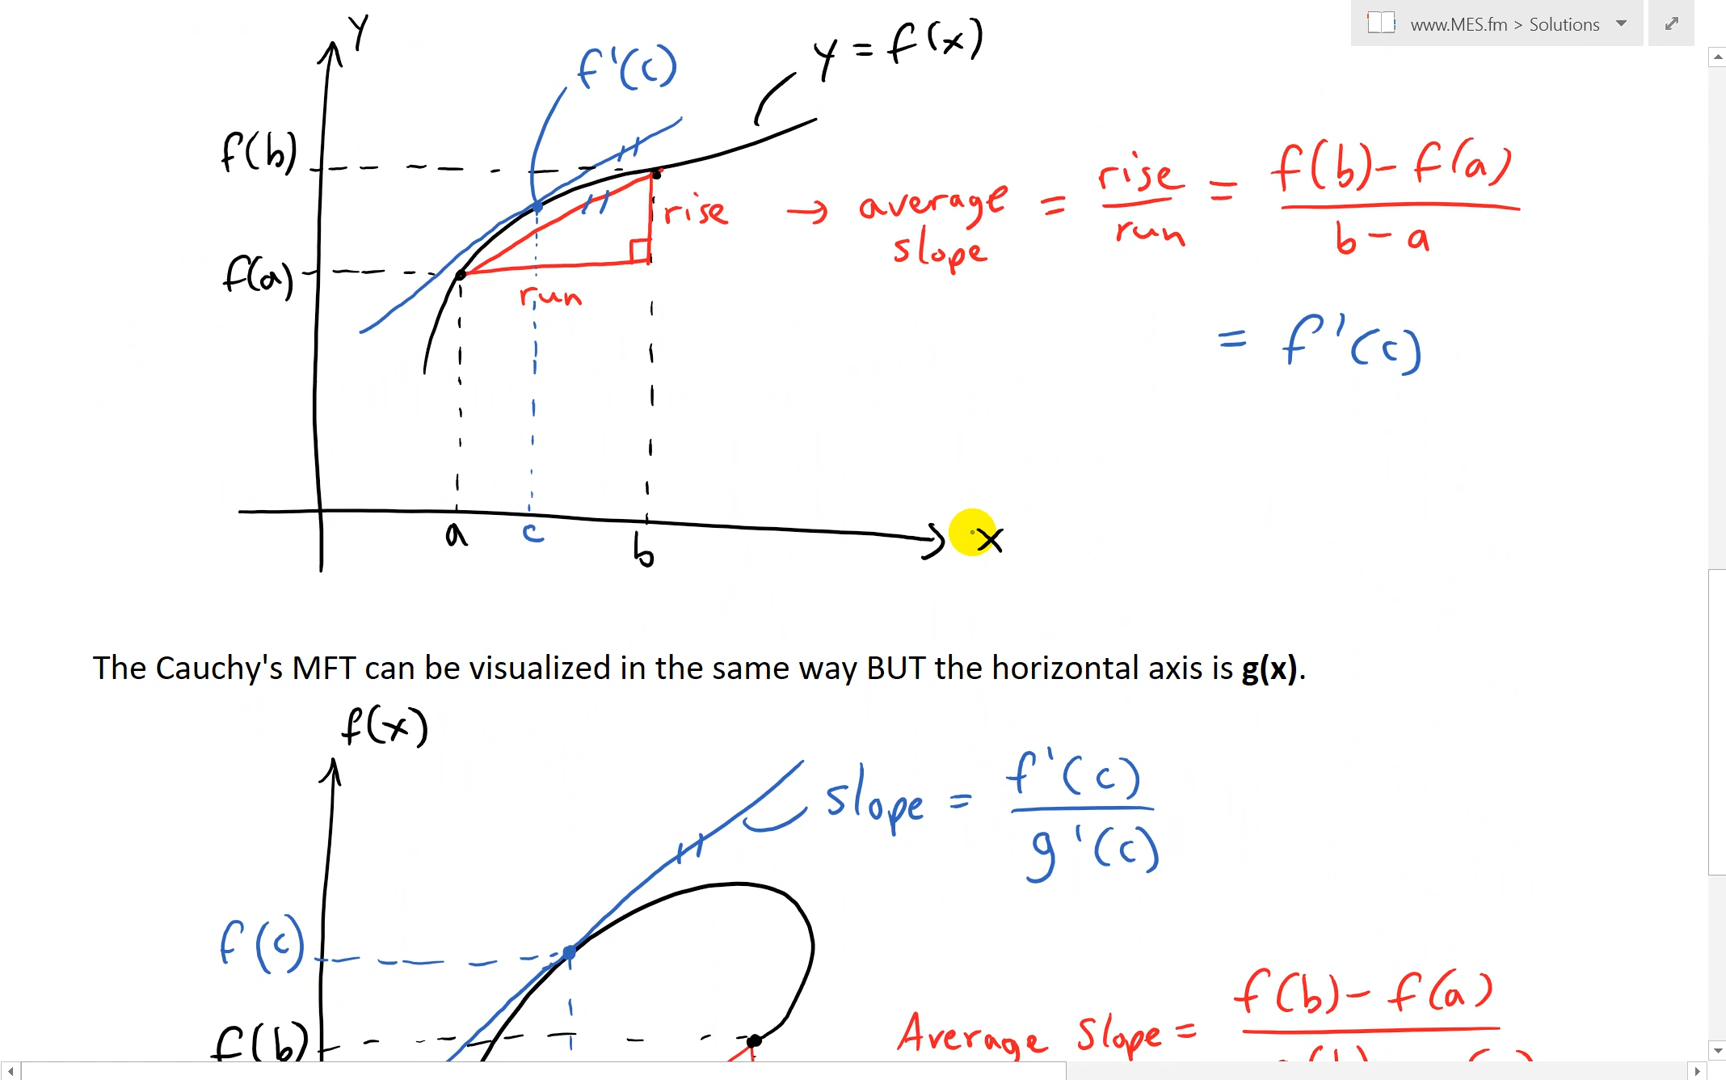 www.MES.fm > Solutions
Y
f'(c)
y = f(x)
f(b)
rise → average slope = rise/run = f(b) - f(a) / b - a
f(a)
run
= f'(c)
a c b x
The Cauchy's MFT can be visualized in the same way BUT the horizontal axis is g(x).
f(x)
slope = f'(c) / g'(c)
f(c)
f(b)
Average Slope = f(b) - f(a)